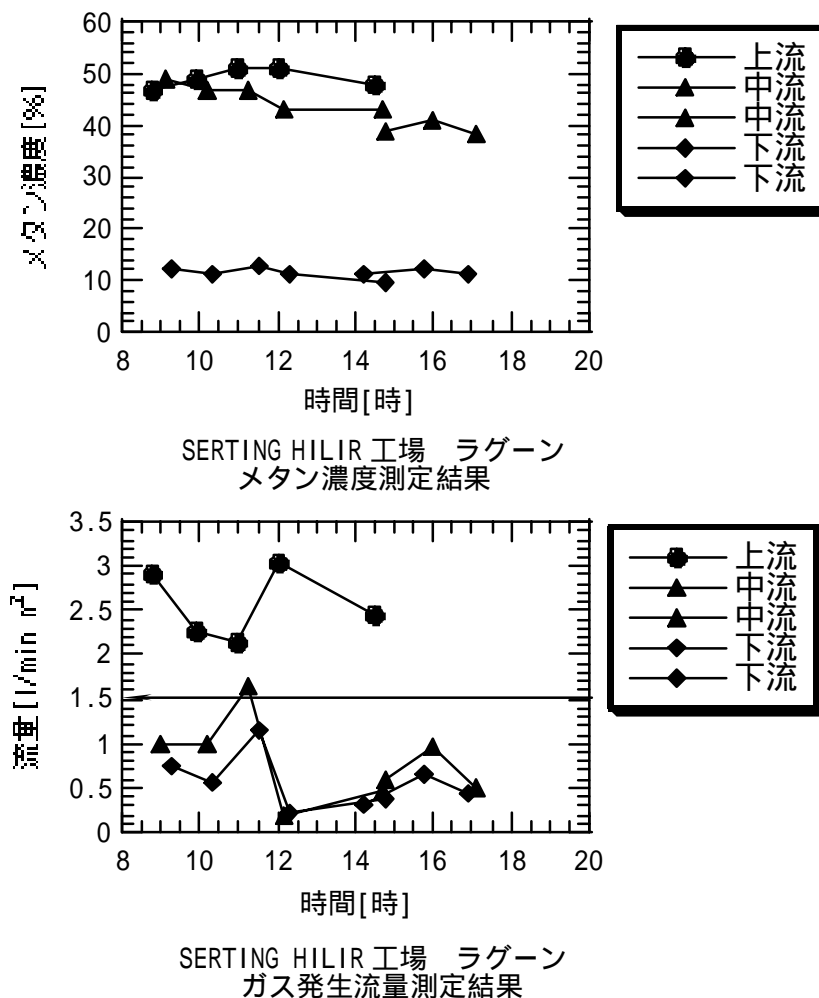 60
50
40
30
20
10
0
メタン濃度[%]
8 10 12 14 16 18 20
時間[時]
上流
中流
中流
下流
下流
SERTING HILIR 工場 ラグーン
メタン濃度測定結果
3.5
3
2.5
2
1.5
1
0.5
0
流量[l/min m²]
8 10 12 14 16 18 20
時間[時]
上流
中流
中流
下流
下流
SERTING HILIR 工場 ラグーン
ガス発生流量測定結果